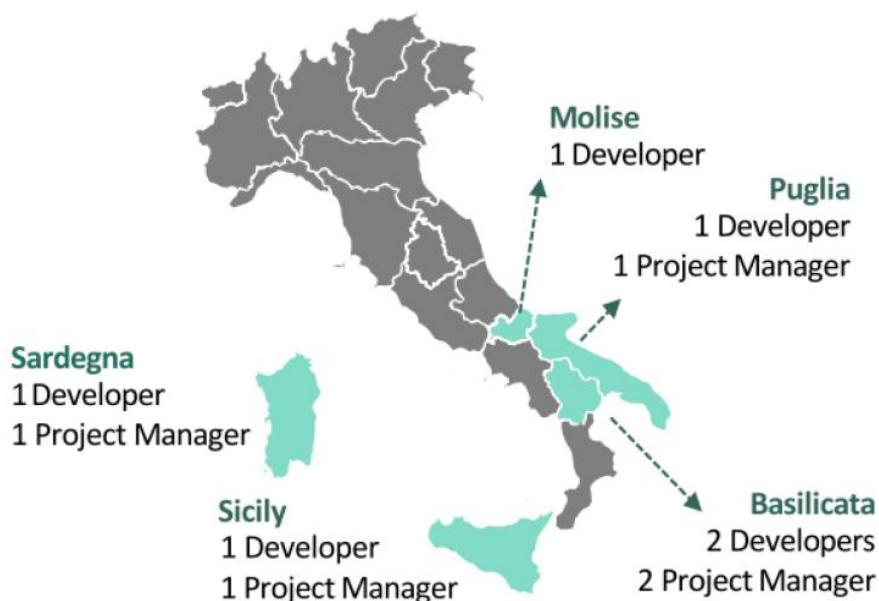 Molise
1 Developer
Puglia
1 Developer
1 Project Manager
Sardegna
1 Developer
1 Project Manager
Sicily
1 Developer
1 Project Manager
Basilicata
2 Developers
2 Project Manager